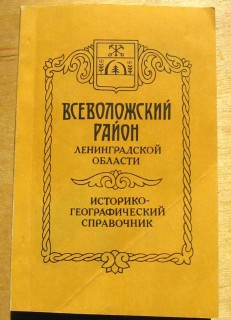 ВСЕВОЛОЖСКИЙ
РАЙОН
ЛЕНИНГРАДСКОЙ
ОБЛАСТИ
ИСТОРИКО-
ГЕОГРАФИЧЕСКИЙ
СПРАВОЧНИК